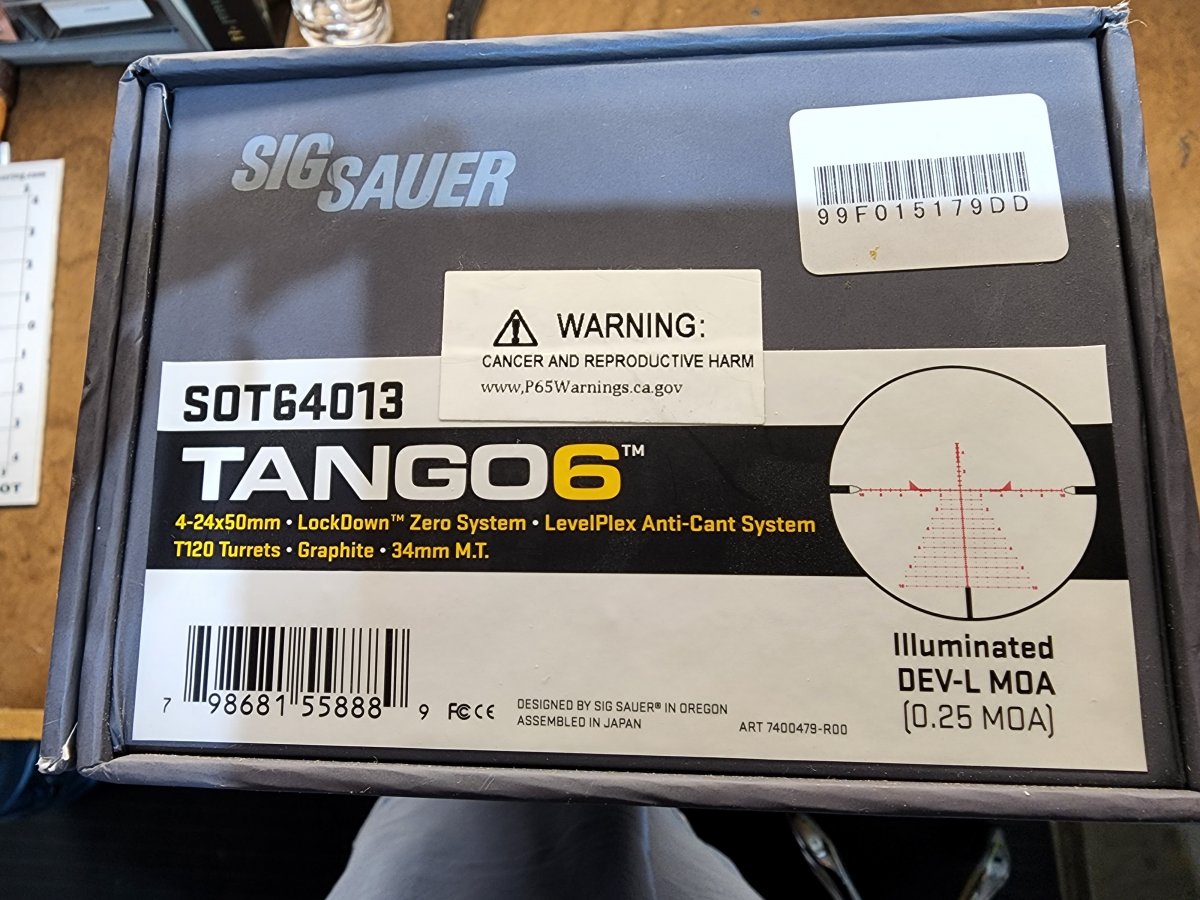 SIG SAUER
99F015179DD
WARNING:
CANCER AND REPRODUCTIVE HARM
www,P65Warnings.ca.gov
SOT64013
TANGO6™
4-24x50mm • LockDown™ Zero System • LevelPlex Anti-Cant System
T120 Turrets • Graphite • 34mm M.T.
Illuminated
DEV-L MOA
(0.25 MOA)
7 98681 55888 9
FC CE
DESIGNED BY SIG SAUER® IN OREGON
ASSEMBLED IN JAPAN
ART 7400479-R00